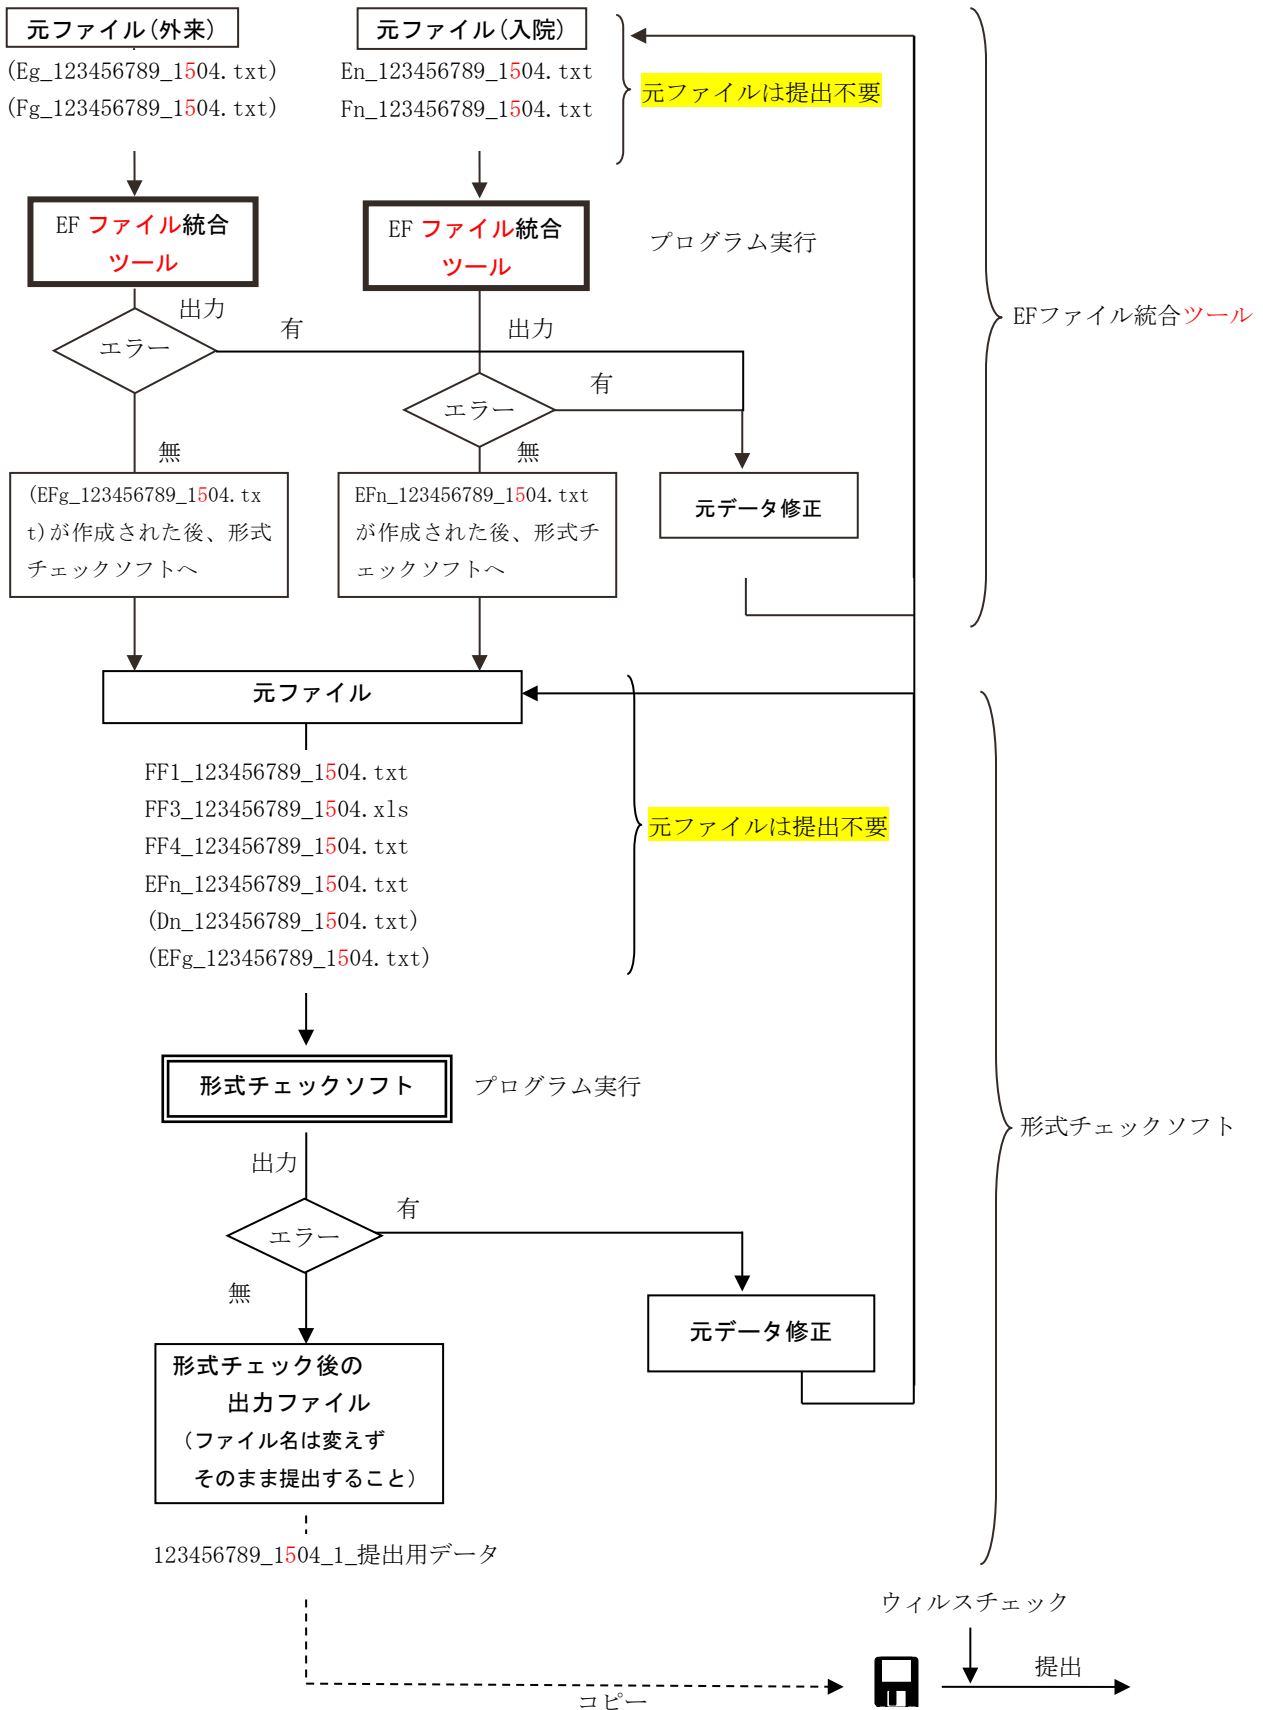 元ファイル(外来)
元ファイル(入院)
(Eg_123456789_1504.txt)
(Fg_123456789_1504.txt)
En_123456789_1504.txt
Fn_123456789_1504.txt
元ファイルは提出不要
EF ファイル統合
ツール
EF ファイル統合
ツール
プログラム実行
EFファイル統合ツール
出力
有
エラー
出力
有
エラー
無
無
(EFg_123456789_1504.tx
t)が作成された後、形式
チェックソフトへ
EFn_123456789_1504.txt
が作成された後、形式チ
ェックソフトへ
元データ修正
元ファイル
FF1_123456789_1504.txt
FF3_123456789_1504.xls
FF4_123456789_1504.txt
EFn_123456789_1504.txt
(Dn_123456789_1504.txt)
(EFg_123456789_1504.txt)
元ファイルは提出不要
形式チェックソフト
プログラム実行
形式チェックソフト
出力
有
エラー
無
元データ修正
形式チェック後の
出力ファイル
（ファイル名は変えず
そのまま提出すること）
123456789_1504_1_提出用データ
ウィルスチェック
提出
コピー